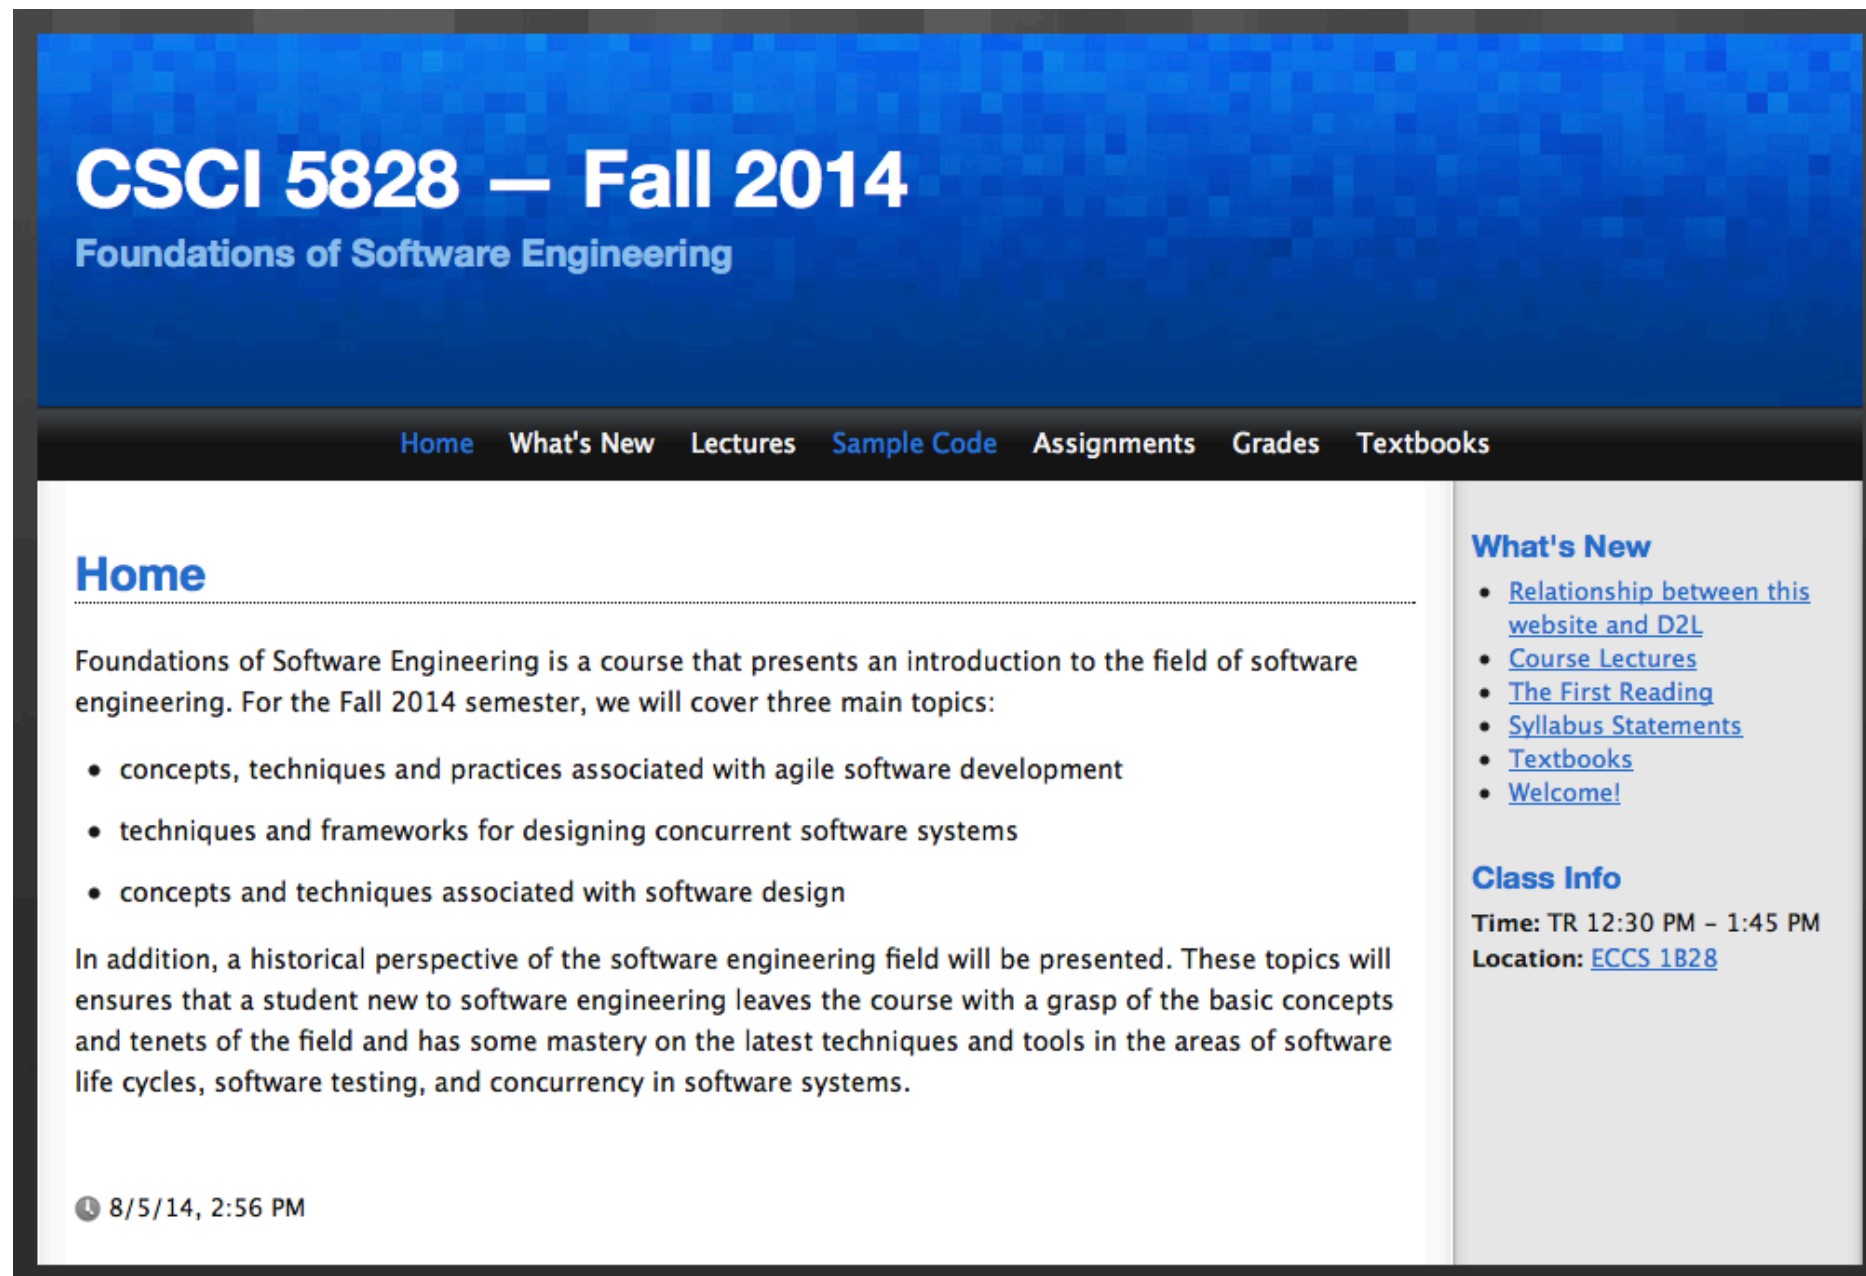 CSCI 5828 — Fall 2014
Foundations of Software Engineering
Home What's New Lectures Sample Code Assignments Grades Textbooks
Home
Foundations of Software Engineering is a course that presents an introduction to the field of software
engineering. For the Fall 2014 semester, we will cover three main topics:
• concepts, techniques and practices associated with agile software development
• techniques and frameworks for designing concurrent software systems
• concepts and techniques associated with software design
In addition, a historical perspective of the software engineering field will be presented. These topics will
ensures that a student new to software engineering leaves the course with a grasp of the basic concepts
and tenets of the field and has some mastery on the latest techniques and tools in the areas of software
life cycles, software testing, and concurrency in software systems.
8/5/14, 2:56 PM
What's New
• Relationship between this
website and D2L
• Course Lectures
• The First Reading
• Syllabus Statements
• Textbooks
• Welcome!
Class Info
Time: TR 12:30 PM – 1:45 PM
Location: ECCS 1B28